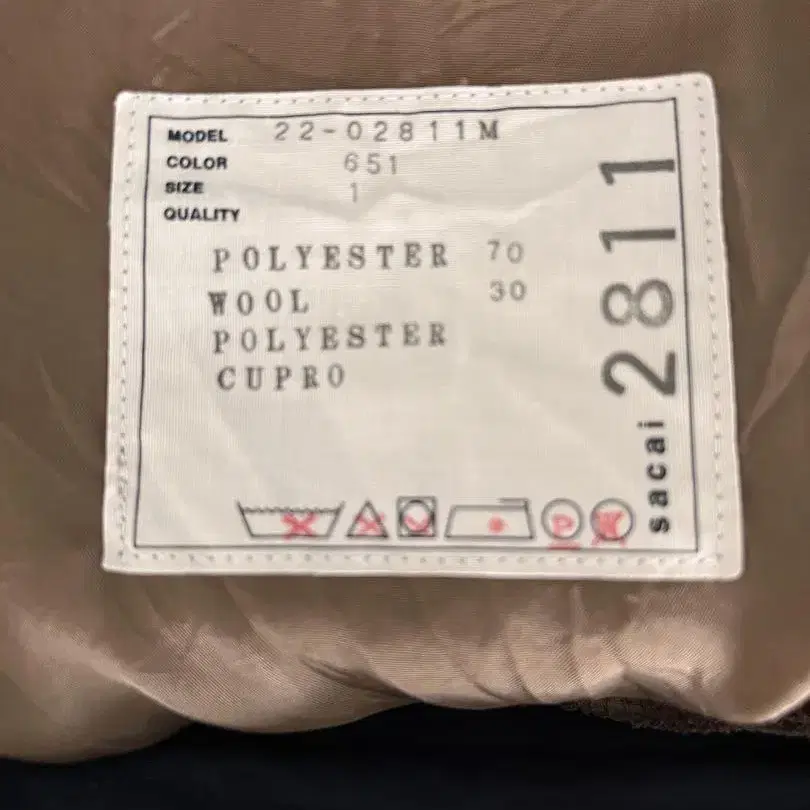 MODEL 22-02811M
COLOR 651
SIZE 1
QUALITY
POLYESTER 70
WOOL 30
POLYESTER
CUPRO
P
W
sacai 2811